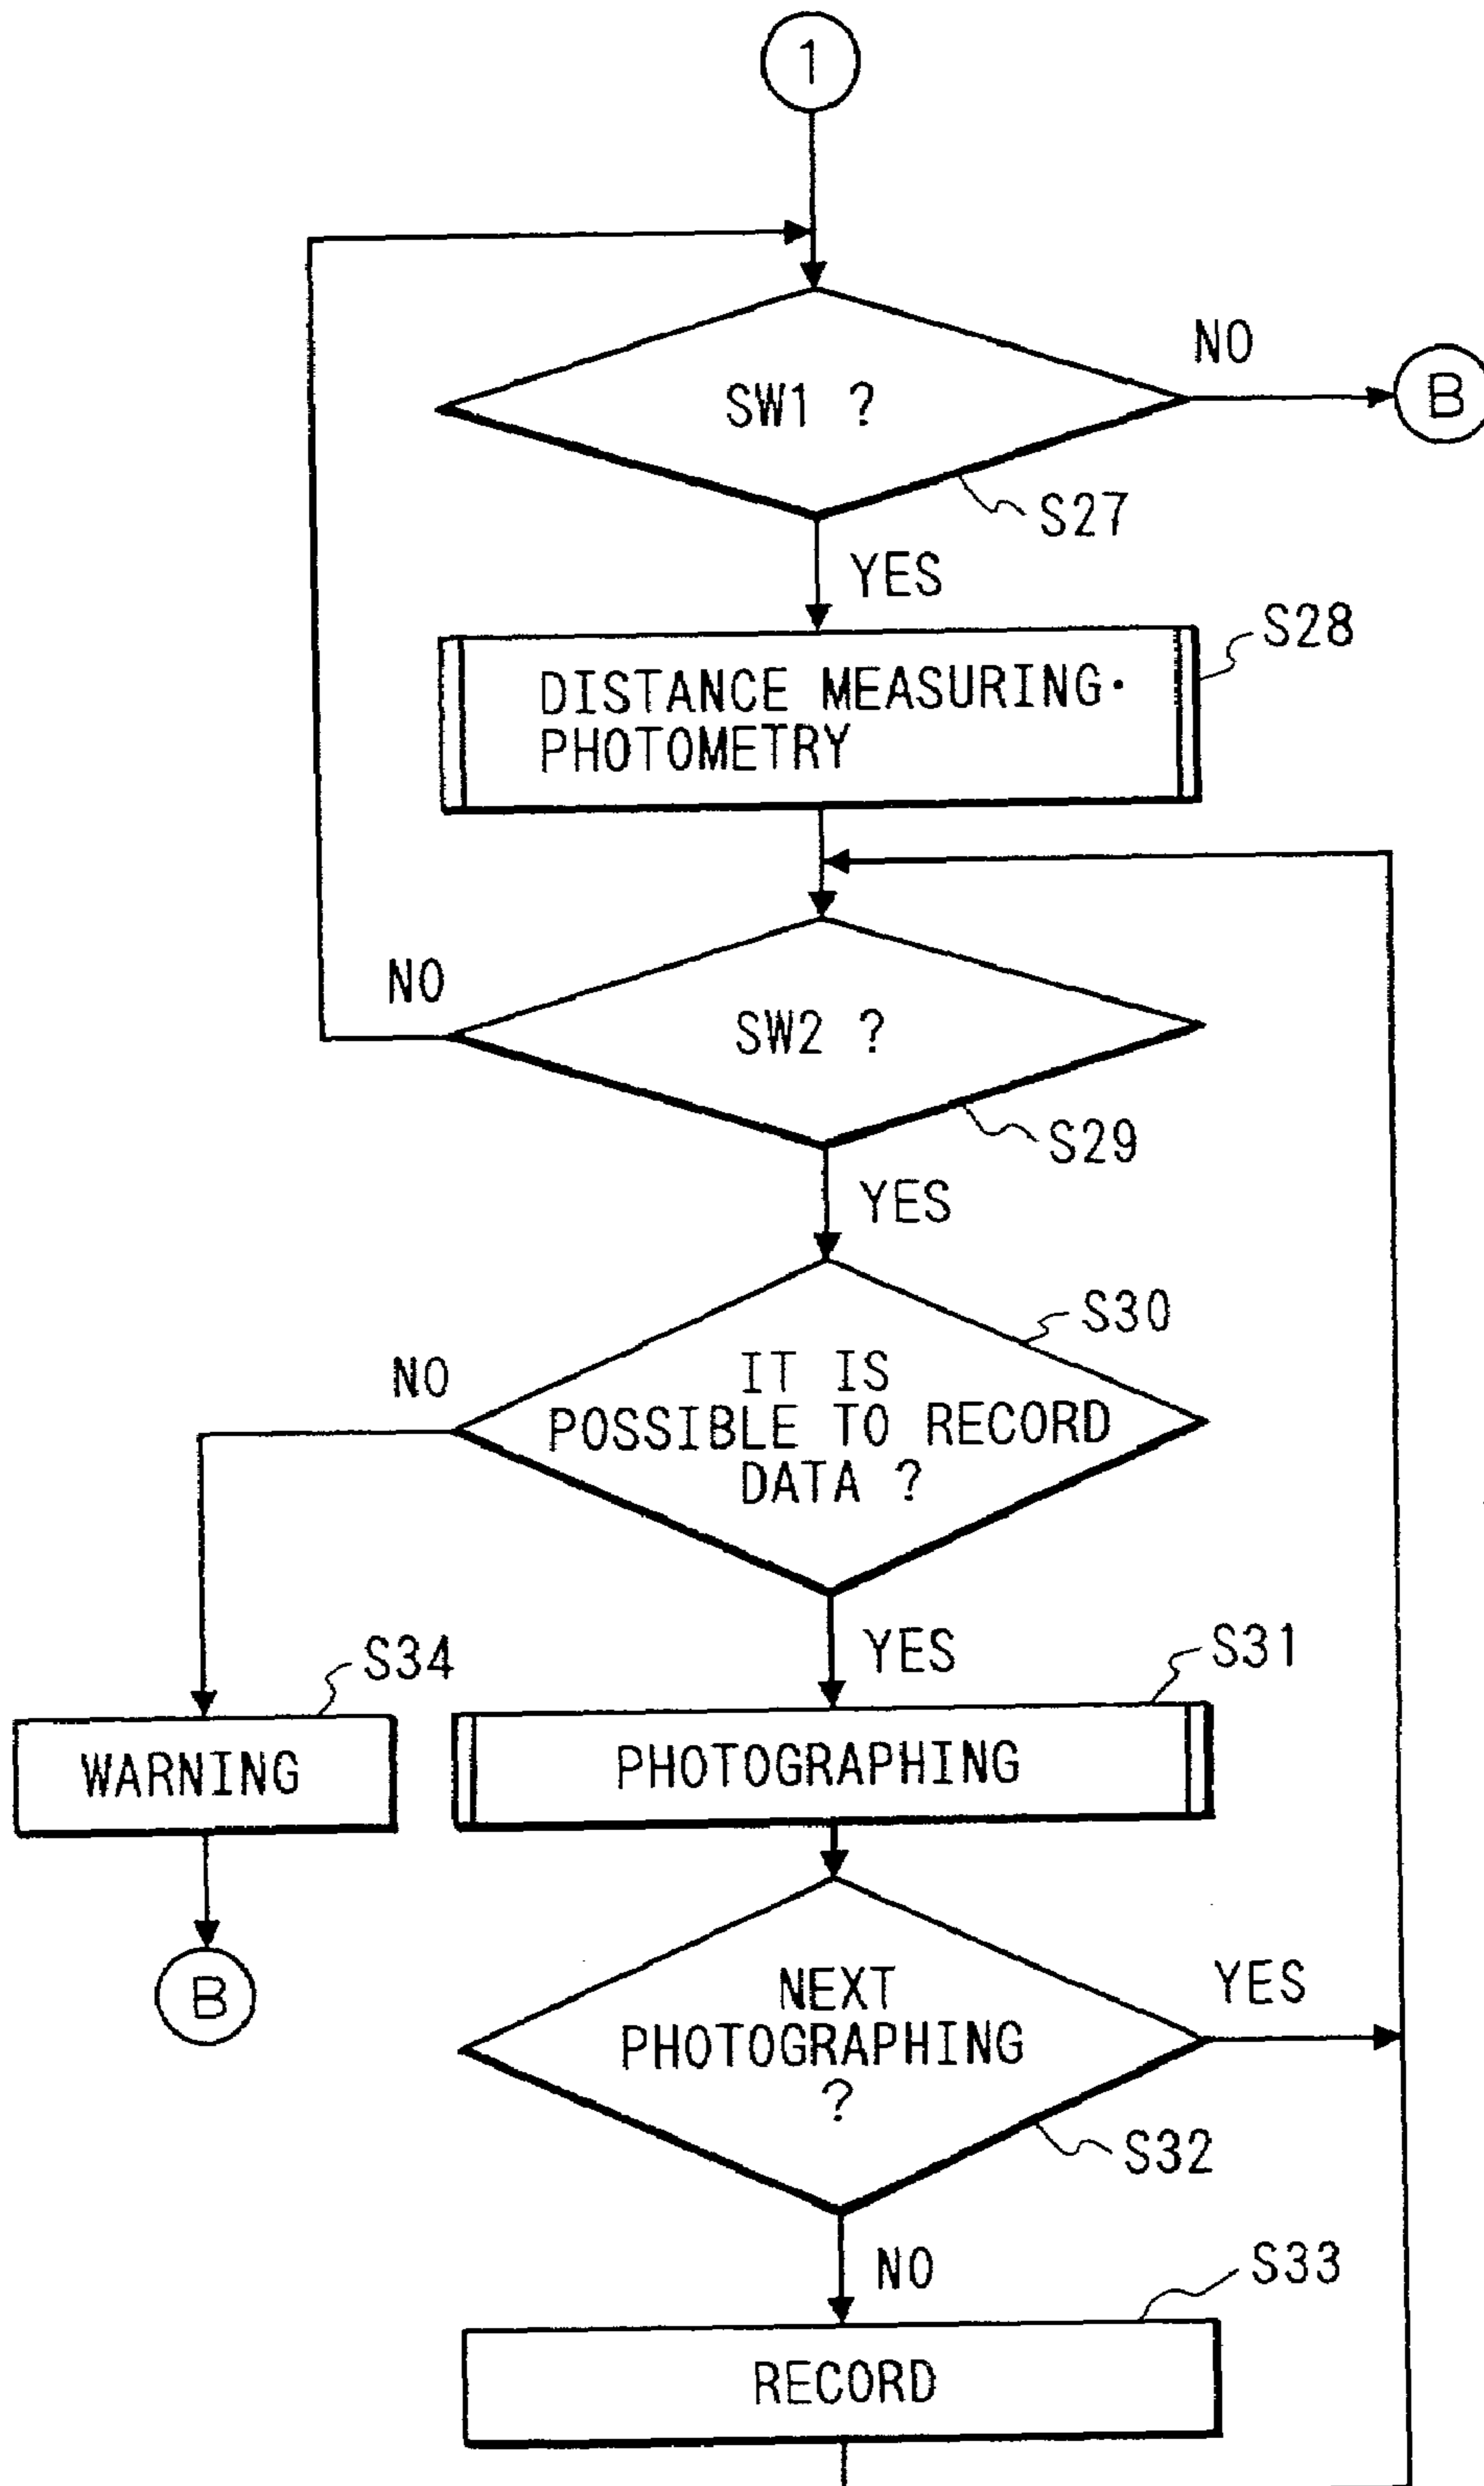 1
NO
SW1 ?
B
S27
YES
S28
DISTANCE MEASURING·
PHOTOMETRY
NO
SW2 ?
S29
YES
S30
NO
IT IS
POSSIBLE TO RECORD
DATA ?
YES
S31
S34
WARNING
PHOTOGRAPHING
B
NEXT
PHOTOGRAPHING
?
YES
S32
NO
S33
RECORD